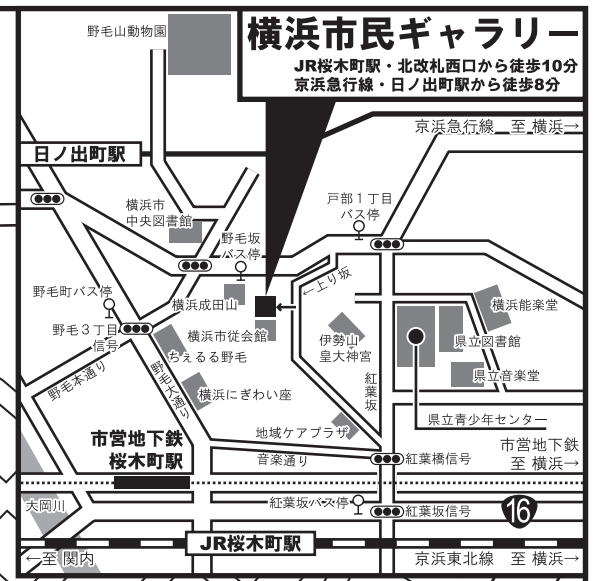 野毛山動物園
横浜市民ギャラリー
JR桜木町駅・北改札西口から徒歩10分
京浜急行線・日ノ出町駅から徒歩8分
京浜急行線 至 横浜→
日ノ出町駅
横浜市
中央図書館
戸部1丁目
バス停
野毛坂
バス停
野毛町バス停
横浜成田山
←上り坂
横浜能楽堂
野毛3丁目
信号
横浜市従会館
伊勢山
皇大神宮
県立図書館
ちえるる野毛
野毛本通り
野毛大通り
横浜にぎわい座
紅葉坂
県立音楽堂
県立青少年センター
地域ケアプラザ
市営地下鉄
桜木町駅
音楽通り
紅葉橋信号
市営地下鉄
至 横浜→
大岡川
紅葉坂バス停
紅葉坂信号
16
JR桜木町駅
←至 関内
京浜東北線 至 横浜→